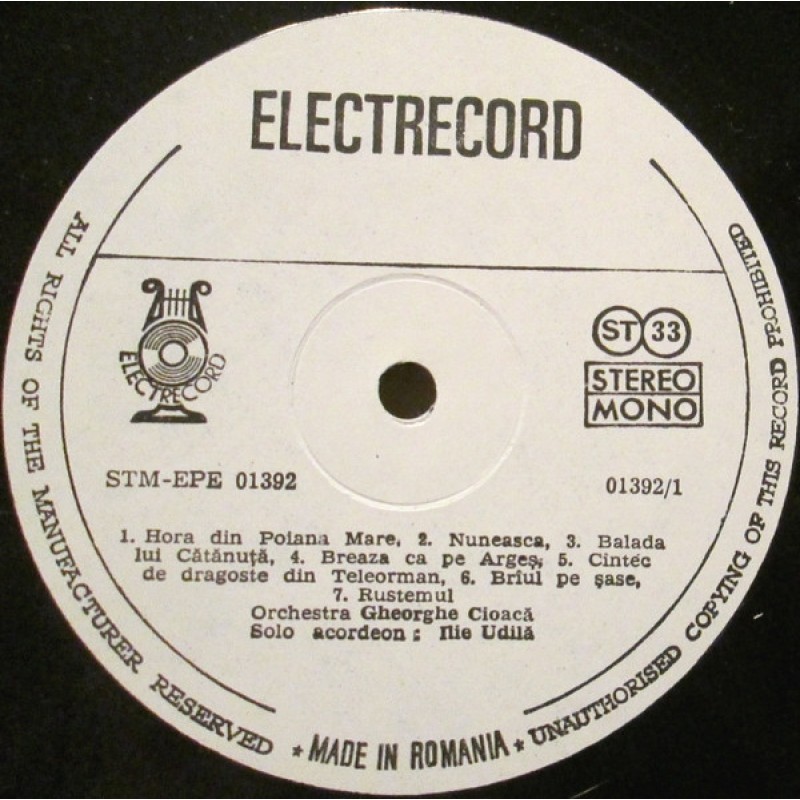 ELECTRECORD
ELECTRECORD
ST 33
STEREO
MONO
STM-EPE 01392
01392/1
1. Hora din Poiana Mare, 2. Nuneasca, 3. Balada
lui Cătănuţă, 4. Breaza ca pe Argeş, 5. Cîntec
de dragoste din Teleorman, 6. Brîul pe şase,
7. Rustemul
Orchestra Gheorghe Cioacă
Solo acordeon : Ilie Udilă
ALL RIGHTS OF THE MANUFACTURER RESERVED * MADE IN ROMANIA * UNAUTHORISED COPYING OF THIS RECORD PROHIBITED